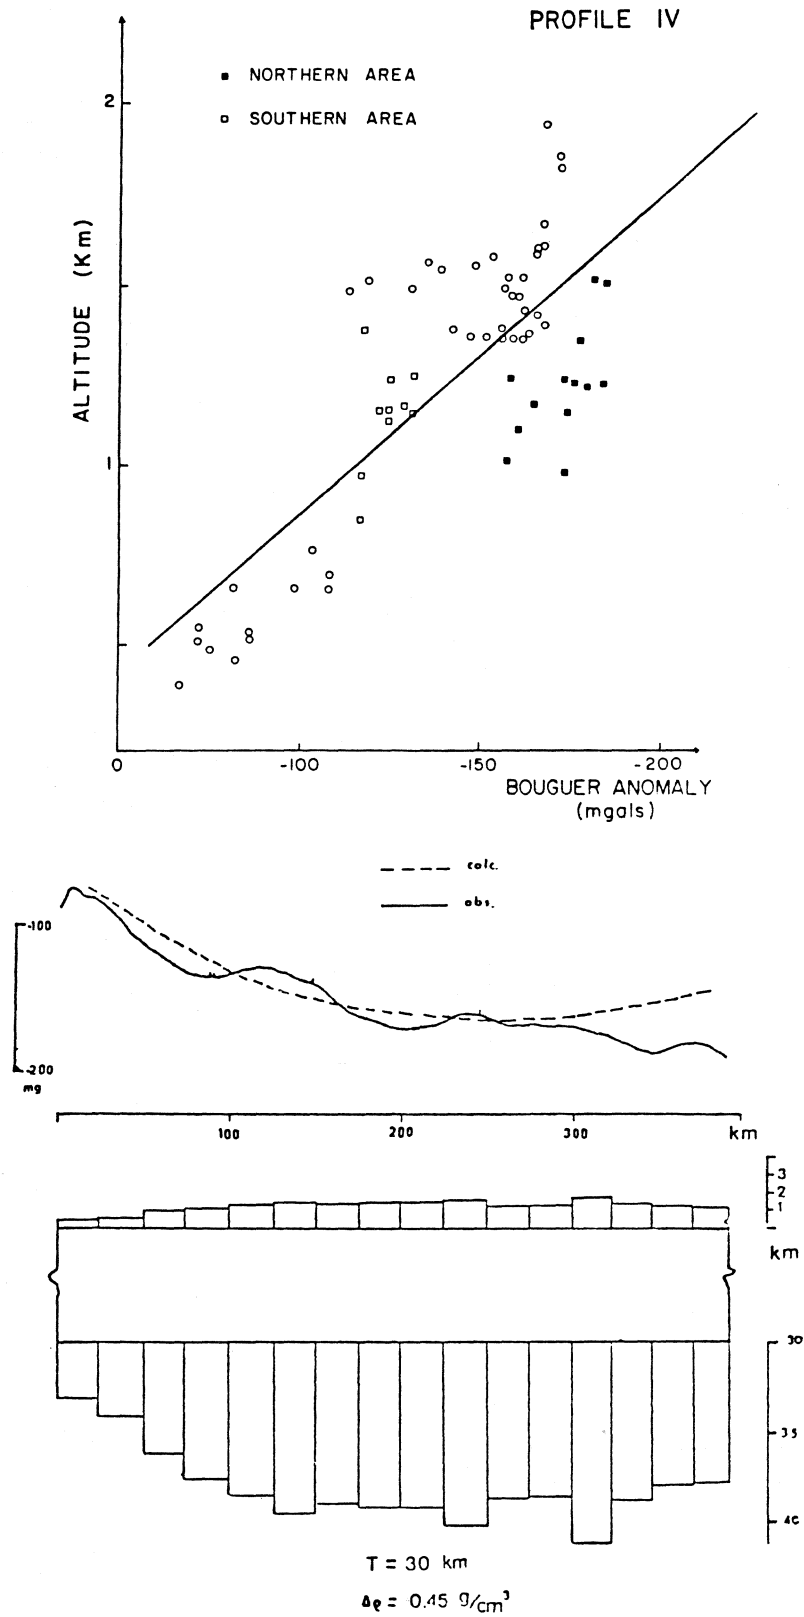 PROFILE IV
NORTHERN AREA
SOUTHERN AREA
2
ALTITUDE (Km)
1
0 -100 -150 -200
BOUGUER ANOMALY
(mgals)
calc.
obs.
-100
-200
mg
100 200 300 km
3
2
1
km
30
35
40
T = 30 km
Δρ = 0.45 g/cm³